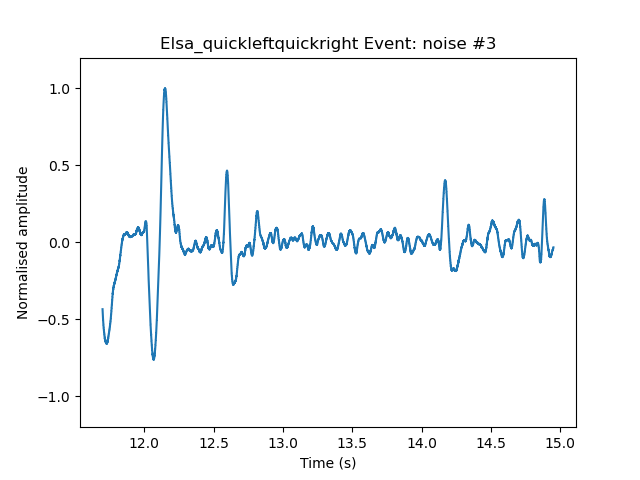 Elsa_quickleftquickright Event: noise #3
Normalised amplitude
1.0
0.5
0.0
−0.5
−1.0
12.0 12.5 13.0 13.5 14.0 14.5 15.0
Time (s)